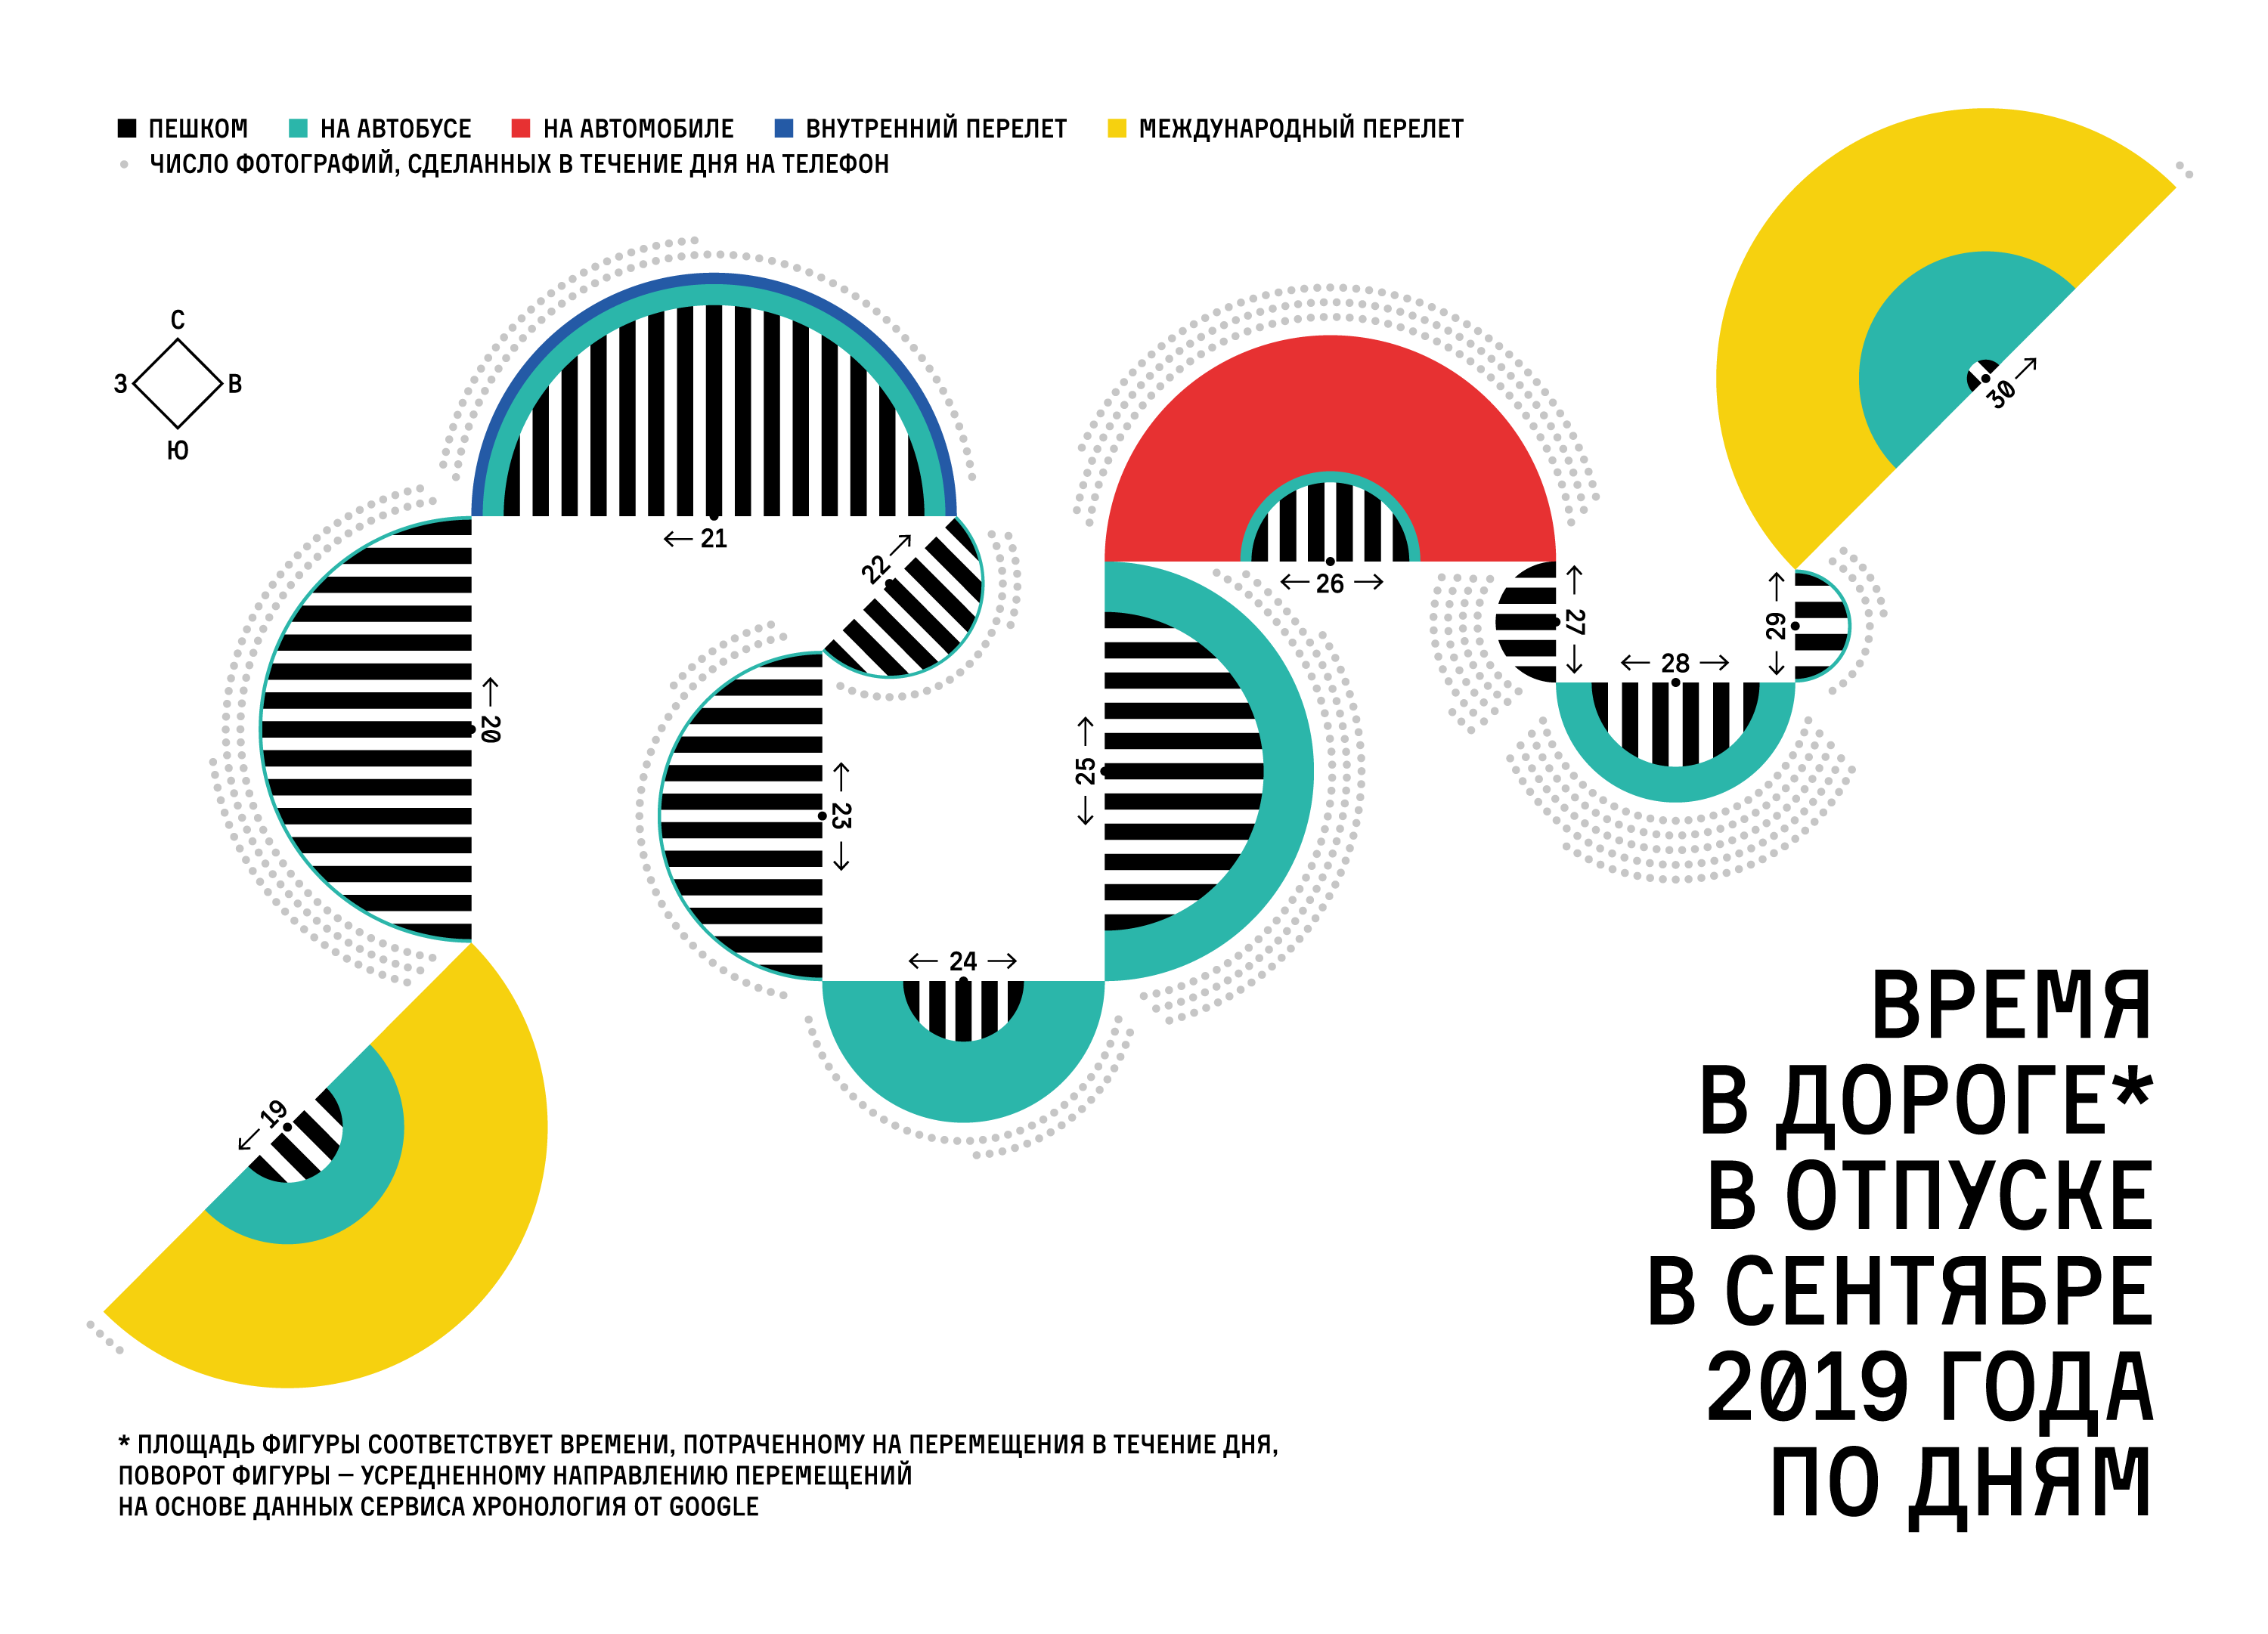 ПЕШКОМ НА АВТОБУСЕ НА АВТОМОБИЛЕ ВНУТРЕННИЙ ПЕРЕЛЕТ МЕЖДУНАРОДНЫЙ ПЕРЕЛЕТ
ЧИСЛО ФОТОГРАФИЙ, СДЕЛАННЫХ В ТЕЧЕНИЕ ДНЯ НА ТЕЛЕФОН
С
З В
Ю
← 19
← 20
← 21
22 →
← 23 →
← 24 →
← 25 →
← 26 →
← 27 →
← 28 →
← 29 →
30 →
ВРЕМЯ
В ДОРОГЕ*
В ОТПУСКЕ
В СЕНТЯБРЕ
2019 ГОДА
ПО ДНЯМ
* ПЛОЩАДЬ ФИГУРЫ СООТВЕТСТВУЕТ ВРЕМЕНИ, ПОТРАЧЕННОМУ НА ПЕРЕМЕЩЕНИЯ В ТЕЧЕНИЕ ДНЯ,
ПОВОРОТ ФИГУРЫ — УСРЕДНЕННОМУ НАПРАВЛЕНИЮ ПЕРЕМЕЩЕНИЙ
НА ОСНОВЕ ДАННЫХ СЕРВИСА ХРОНОЛОГИЯ ОТ GOOGLE